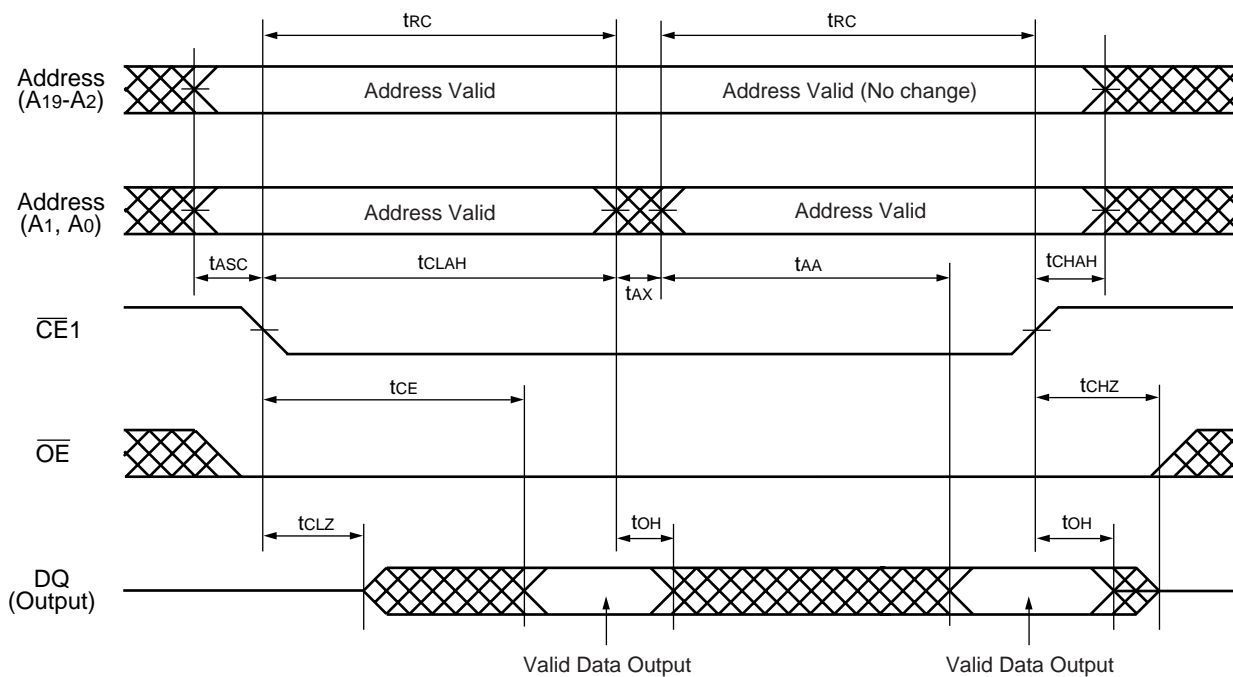 tRC
tRC
Address
(A19-A2)
Address Valid
Address Valid (No change)
Address
(A1, A0)
Address Valid
Address Valid
tASC
tCLAH
tAX
tAA
tCHAH
CE1
tCE
tCHZ
OE
tCLZ
tOH
tOH
DQ
(Output)
Valid Data Output
Valid Data Output